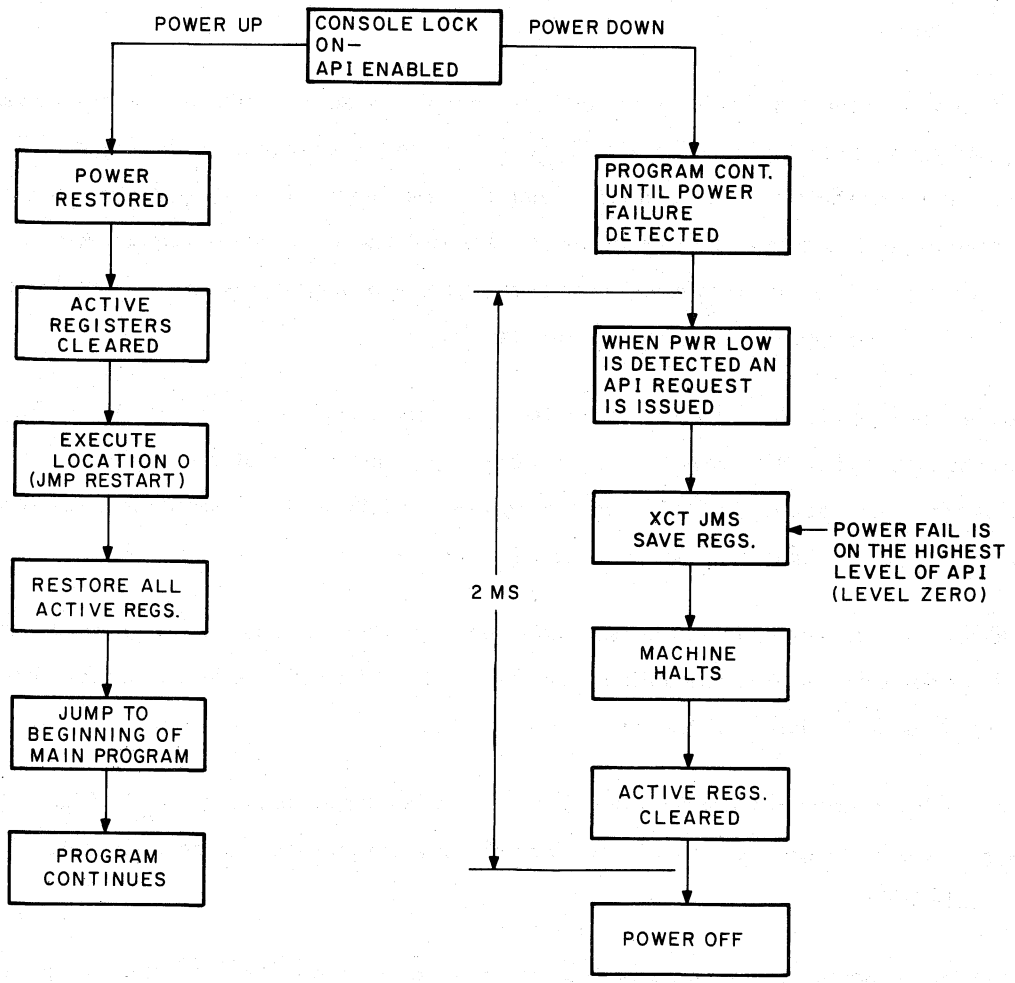 POWER UP
CONSOLE LOCK
ON—
API ENABLED
POWER DOWN
POWER
RESTORED
ACTIVE
REGISTERS
CLEARED
EXECUTE
LOCATION 0
(JMP RESTART)
RESTORE ALL
ACTIVE REGS.
JUMP TO
BEGINNING OF
MAIN PROGRAM
PROGRAM
CONTINUES
PROGRAM CONT.
UNTIL POWER
FAILURE
DETECTED
WHEN PWR LOW
IS DETECTED AN
API REQUEST
IS ISSUED
XCT JMS
SAVE REGS.
POWER FAIL IS
ON THE HIGHEST
LEVEL OF API
(LEVEL ZERO)
2 MS
MACHINE
HALTS
ACTIVE REGS.
CLEARED
POWER OFF